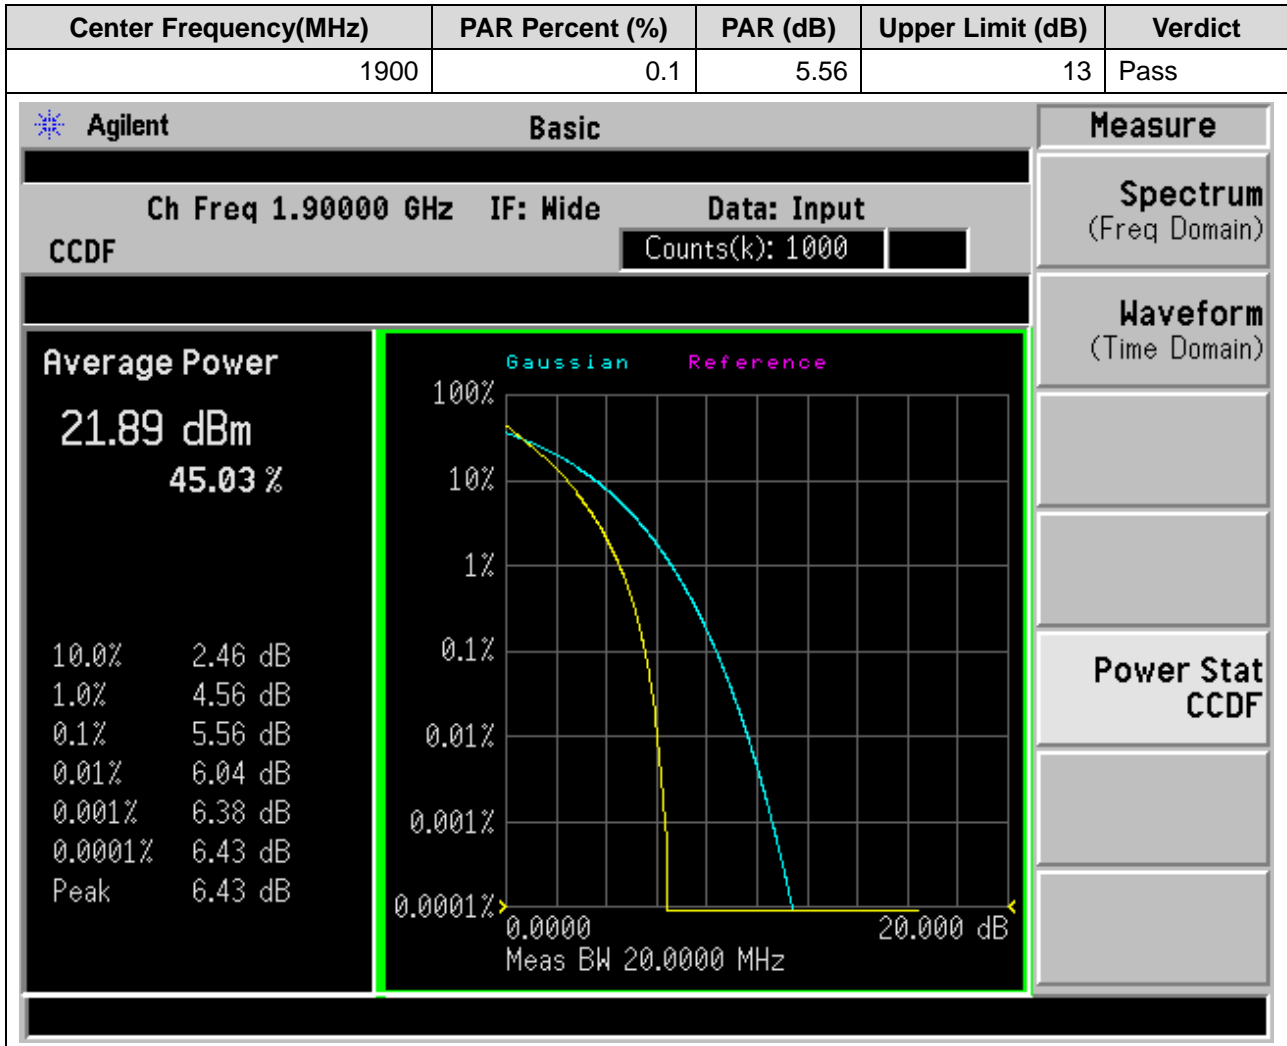 Center Frequency(MHz) PAR Percent (%) PAR (dB) Upper Limit (dB) Verdict
1900 0.1 5.56 13 Pass
Agilent Basic Measure
Ch Freq 1.90000 GHz IF: Wide Data: Input
CCDF Counts(k): 1000
Spectrum
(Freq Domain)
Waveform
(Time Domain)
Power Stat
CCDF
Average Power
21.89 dBm
45.03 %
10.0% 2.46 dB
1.0% 4.56 dB
0.1% 5.56 dB
0.01% 6.04 dB
0.001% 6.38 dB
0.0001% 6.43 dB
Peak 6.43 dB
Gaussian Reference
100%
10%
1%
0.1%
0.01%
0.001%
0.0001%
0.0000 20.000 dB
Meas BW 20.0000 MHz